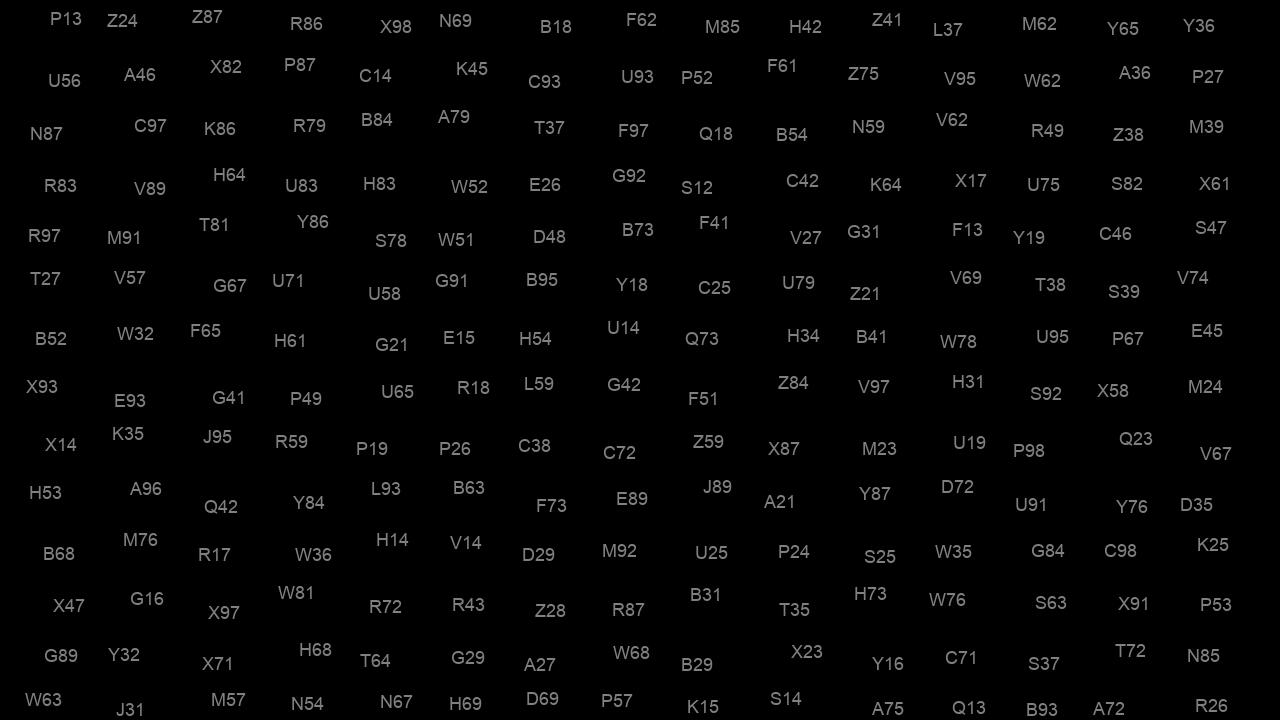 P13 Z24 Z87 R86 X98 N69 B18 F62 M85 H42 Z41 L37 M62 Y65 Y36
U56 A46 X82 P87 C14 K45 C93 U93 P52 F61 Z75 V95 W62 A36 P27
N87 C97 K86 R79 B84 A79 T37 F97 Q18 B54 N59 V62 R49 Z38 M39
R83 V89 H64 U83 H83 W52 E26 G92 S12 C42 K64 X17 U75 S82 X61
R97 M91 T81 Y86 S78 W51 D48 B73 F41 V27 G31 F13 Y19 C46 S47
T27 V57 G67 U71 U58 G91 B95 Y18 C25 U79 Z21 V69 T38 S39 V74
B52 W32 F65 H61 G21 E15 H54 U14 Q73 H34 B41 W78 U95 P67 E45
X93 E93 G41 P49 U65 R18 L59 G42 F51 Z84 V97 H31 S92 X58 M24
X14 K35 J95 R59 P19 P26 C38 C72 Z59 X87 M23 U19 P98 Q23 V67
H53 A96 Q42 Y84 L93 B63 F73 E89 J89 A21 Y87 D72 U91 Y76 D35
B68 M76 R17 W36 H14 V14 D29 M92 U25 P24 S25 W35 G84 C98 K25
X47 G16 X97 W81 R72 R43 Z28 R87 B31 T35 H73 W76 S63 X91 P53
G89 Y32 X71 H68 T64 G29 A27 W68 B29 X23 Y16 C71 S37 T72 N85
W63 J31 M57 N54 N67 H69 D69 P57 K15 S14 A75 Q13 B93 A72 R26